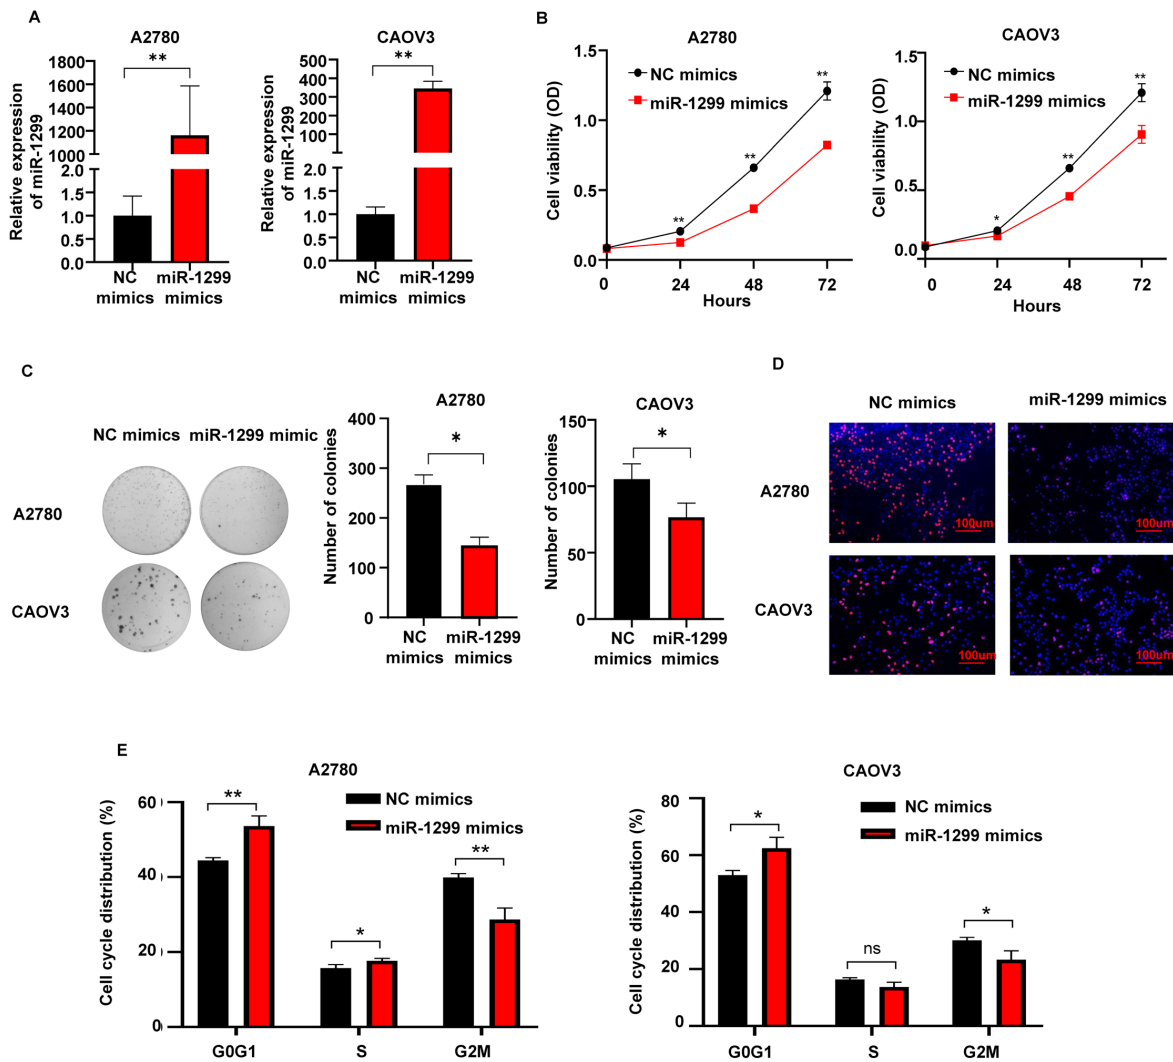 A
A2780
**
1800
1600
1400
1200
1000
2.0
1.5
1.0
0.5
0.0
Relative expression
of miR-1299
NC
mimics
miR-1299
mimics
CAOV3
**
500
400
300
200
100
2.0
1.5
1.0
0.5
0.0
Relative expression
of miR-1299
NC
mimics
miR-1299
mimics
B
A2780
1.5
1.0
0.5
0.0
Cell viability (OD)
NC mimics
miR-1299 mimics
**
**
**
0
24
48
72
Hours
CAOV3
1.5
1.0
0.5
0.0
Cell viability (OD)
NC mimics
miR-1299 mimics
*
**
**
0
24
48
72
Hours
C
NC mimics
miR-1299 mimic
A2780
CAOV3
A2780
400
300
200
100
0
Number of colonies
*
NC
mimics
miR-1299
mimics
CAOV3
150
100
50
0
Number of colonies
*
NC
mimics
miR-1299
mimics
D
NC mimics
miR-1299 mimics
A2780
100um
100um
CAOV3
100um
100um
E
A2780
60
40
20
0
Cell cycle distribution (%)
NC mimics
miR-1299 mimics
**
*
**
G0G1
S
G2M
CAOV3
80
60
40
20
0
Cell cycle distribution (%)
NC mimics
miR-1299 mimics
*
ns
*
G0G1
S
G2M